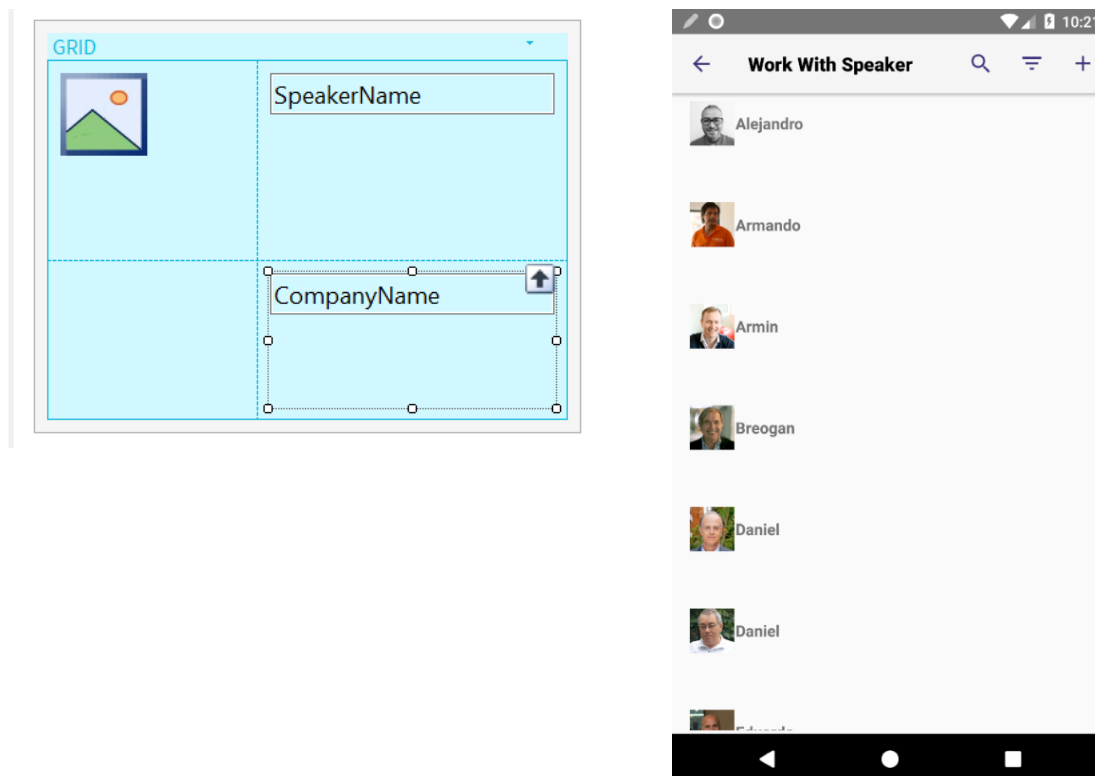 GRID
SpeakerName
CompanyName
10:21
Work With Speaker
Alejandro
Armando
Armin
Breogan
Daniel
Daniel